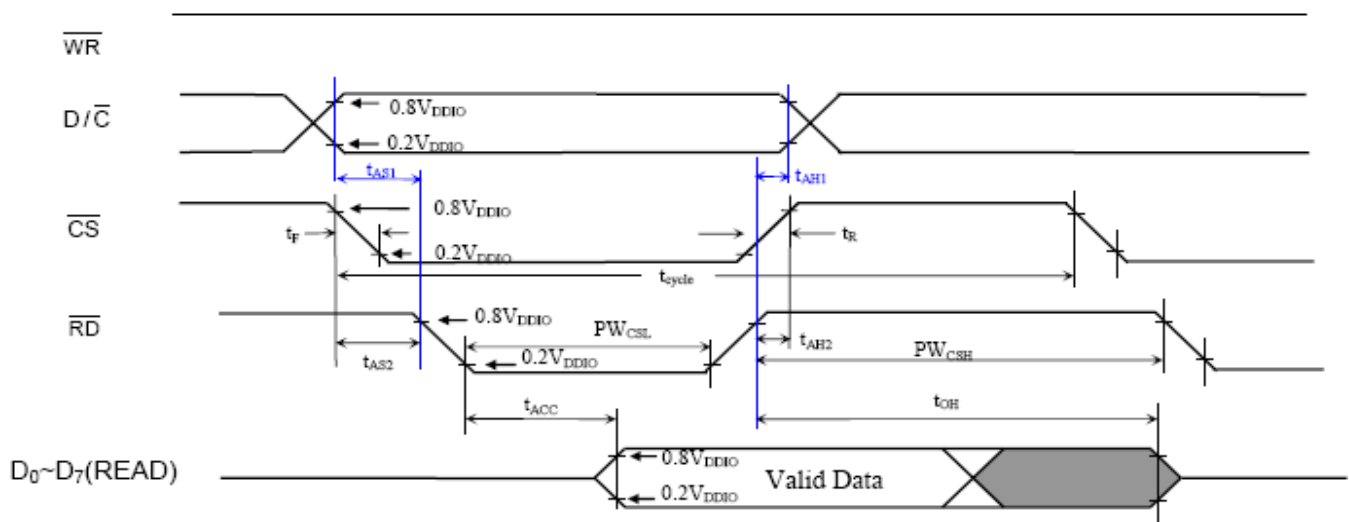 WR
D/C
0.8VDDIO
0.2VDDIO
tAS1
tAH1
CS
0.8VDDIO
tF
tR
0.2VDDIO
tcycle
RD
0.8VDDIO
PWCSL
tAS2
0.2VDDIO
tAH2
PWCSH
tACC
tOH
D0~D7(READ)
0.8VDDIO
Valid Data
0.2VDDIO